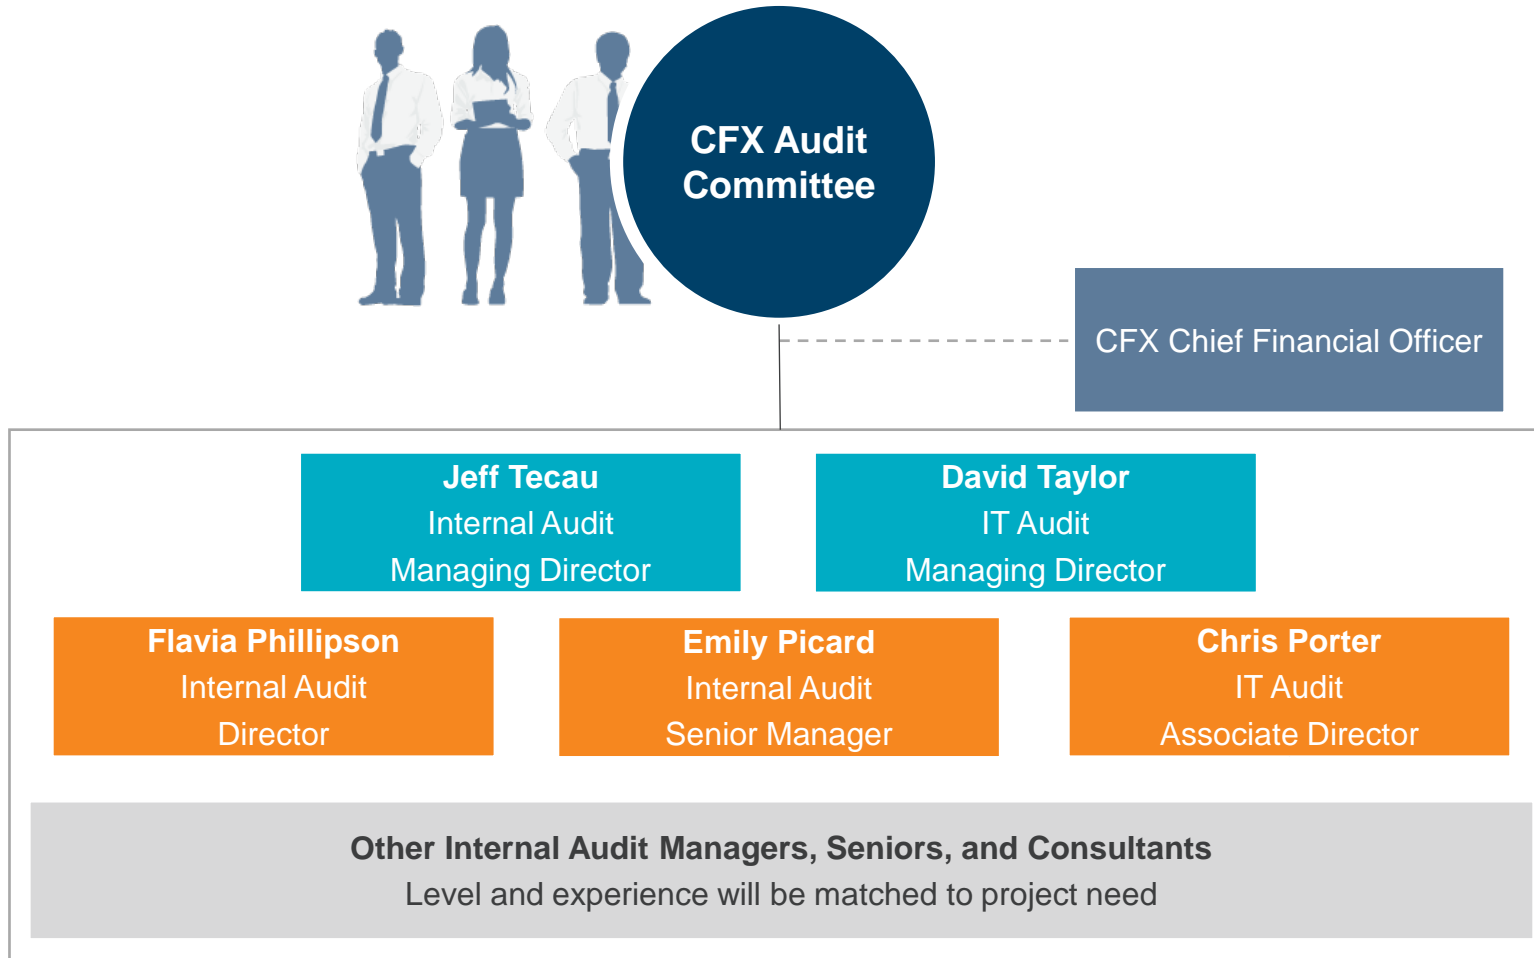 CFX Audit
Committee
CFX Chief Financial Officer
Jeff Tecau
Internal Audit
Managing Director
David Taylor
IT Audit
Managing Director
Flavia Phillipson
Internal Audit
Director
Emily Picard
Internal Audit
Senior Manager
Chris Porter
IT Audit
Associate Director
Other Internal Audit Managers, Seniors, and Consultants
Level and experience will be matched to project need